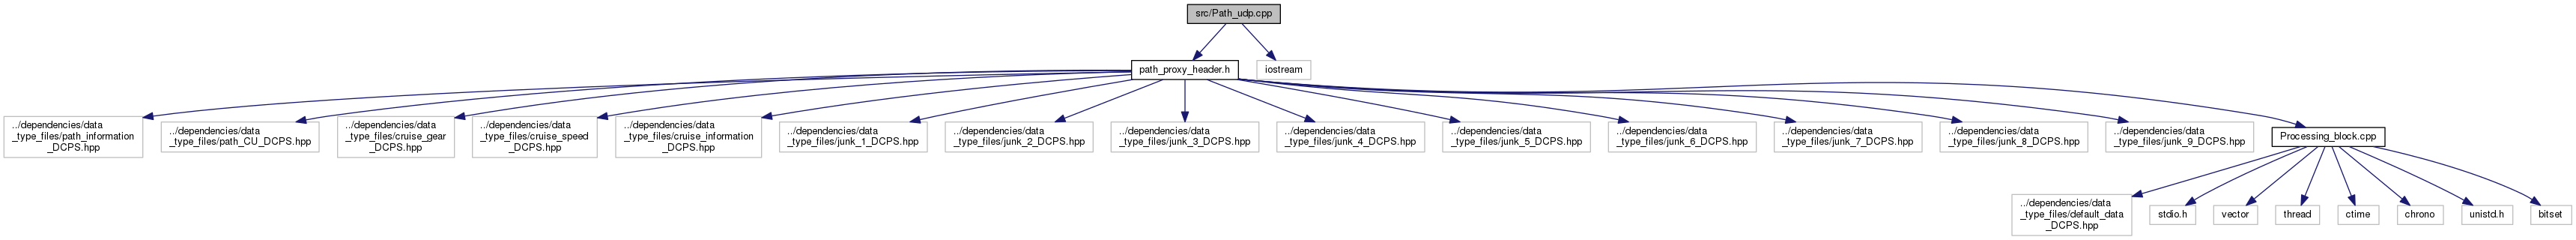 src/Path_udp.cpp
path_proxy_header.h
iostream
../dependencies/data
_type_files/path_information
_DCPS.hpp
../dependencies/data
_type_files/path_CU_DCPS.hpp
../dependencies/data
_type_files/cruise_gear
_DCPS.hpp
../dependencies/data
_type_files/cruise_speed
_DCPS.hpp
../dependencies/data
_type_files/cruise_information
_DCPS.hpp
../dependencies/data
_type_files/junk_1_DCPS.hpp
../dependencies/data
_type_files/junk_2_DCPS.hpp
../dependencies/data
_type_files/junk_3_DCPS.hpp
../dependencies/data
_type_files/junk_4_DCPS.hpp
../dependencies/data
_type_files/junk_5_DCPS.hpp
../dependencies/data
_type_files/junk_6_DCPS.hpp
../dependencies/data
_type_files/junk_7_DCPS.hpp
../dependencies/data
_type_files/junk_8_DCPS.hpp
../dependencies/data
_type_files/junk_9_DCPS.hpp
Processing_block.cpp
../dependencies/data
_type_files/default_data
_DCPS.hpp
stdio.h
vector
thread
ctime
chrono
unistd.h
bitset